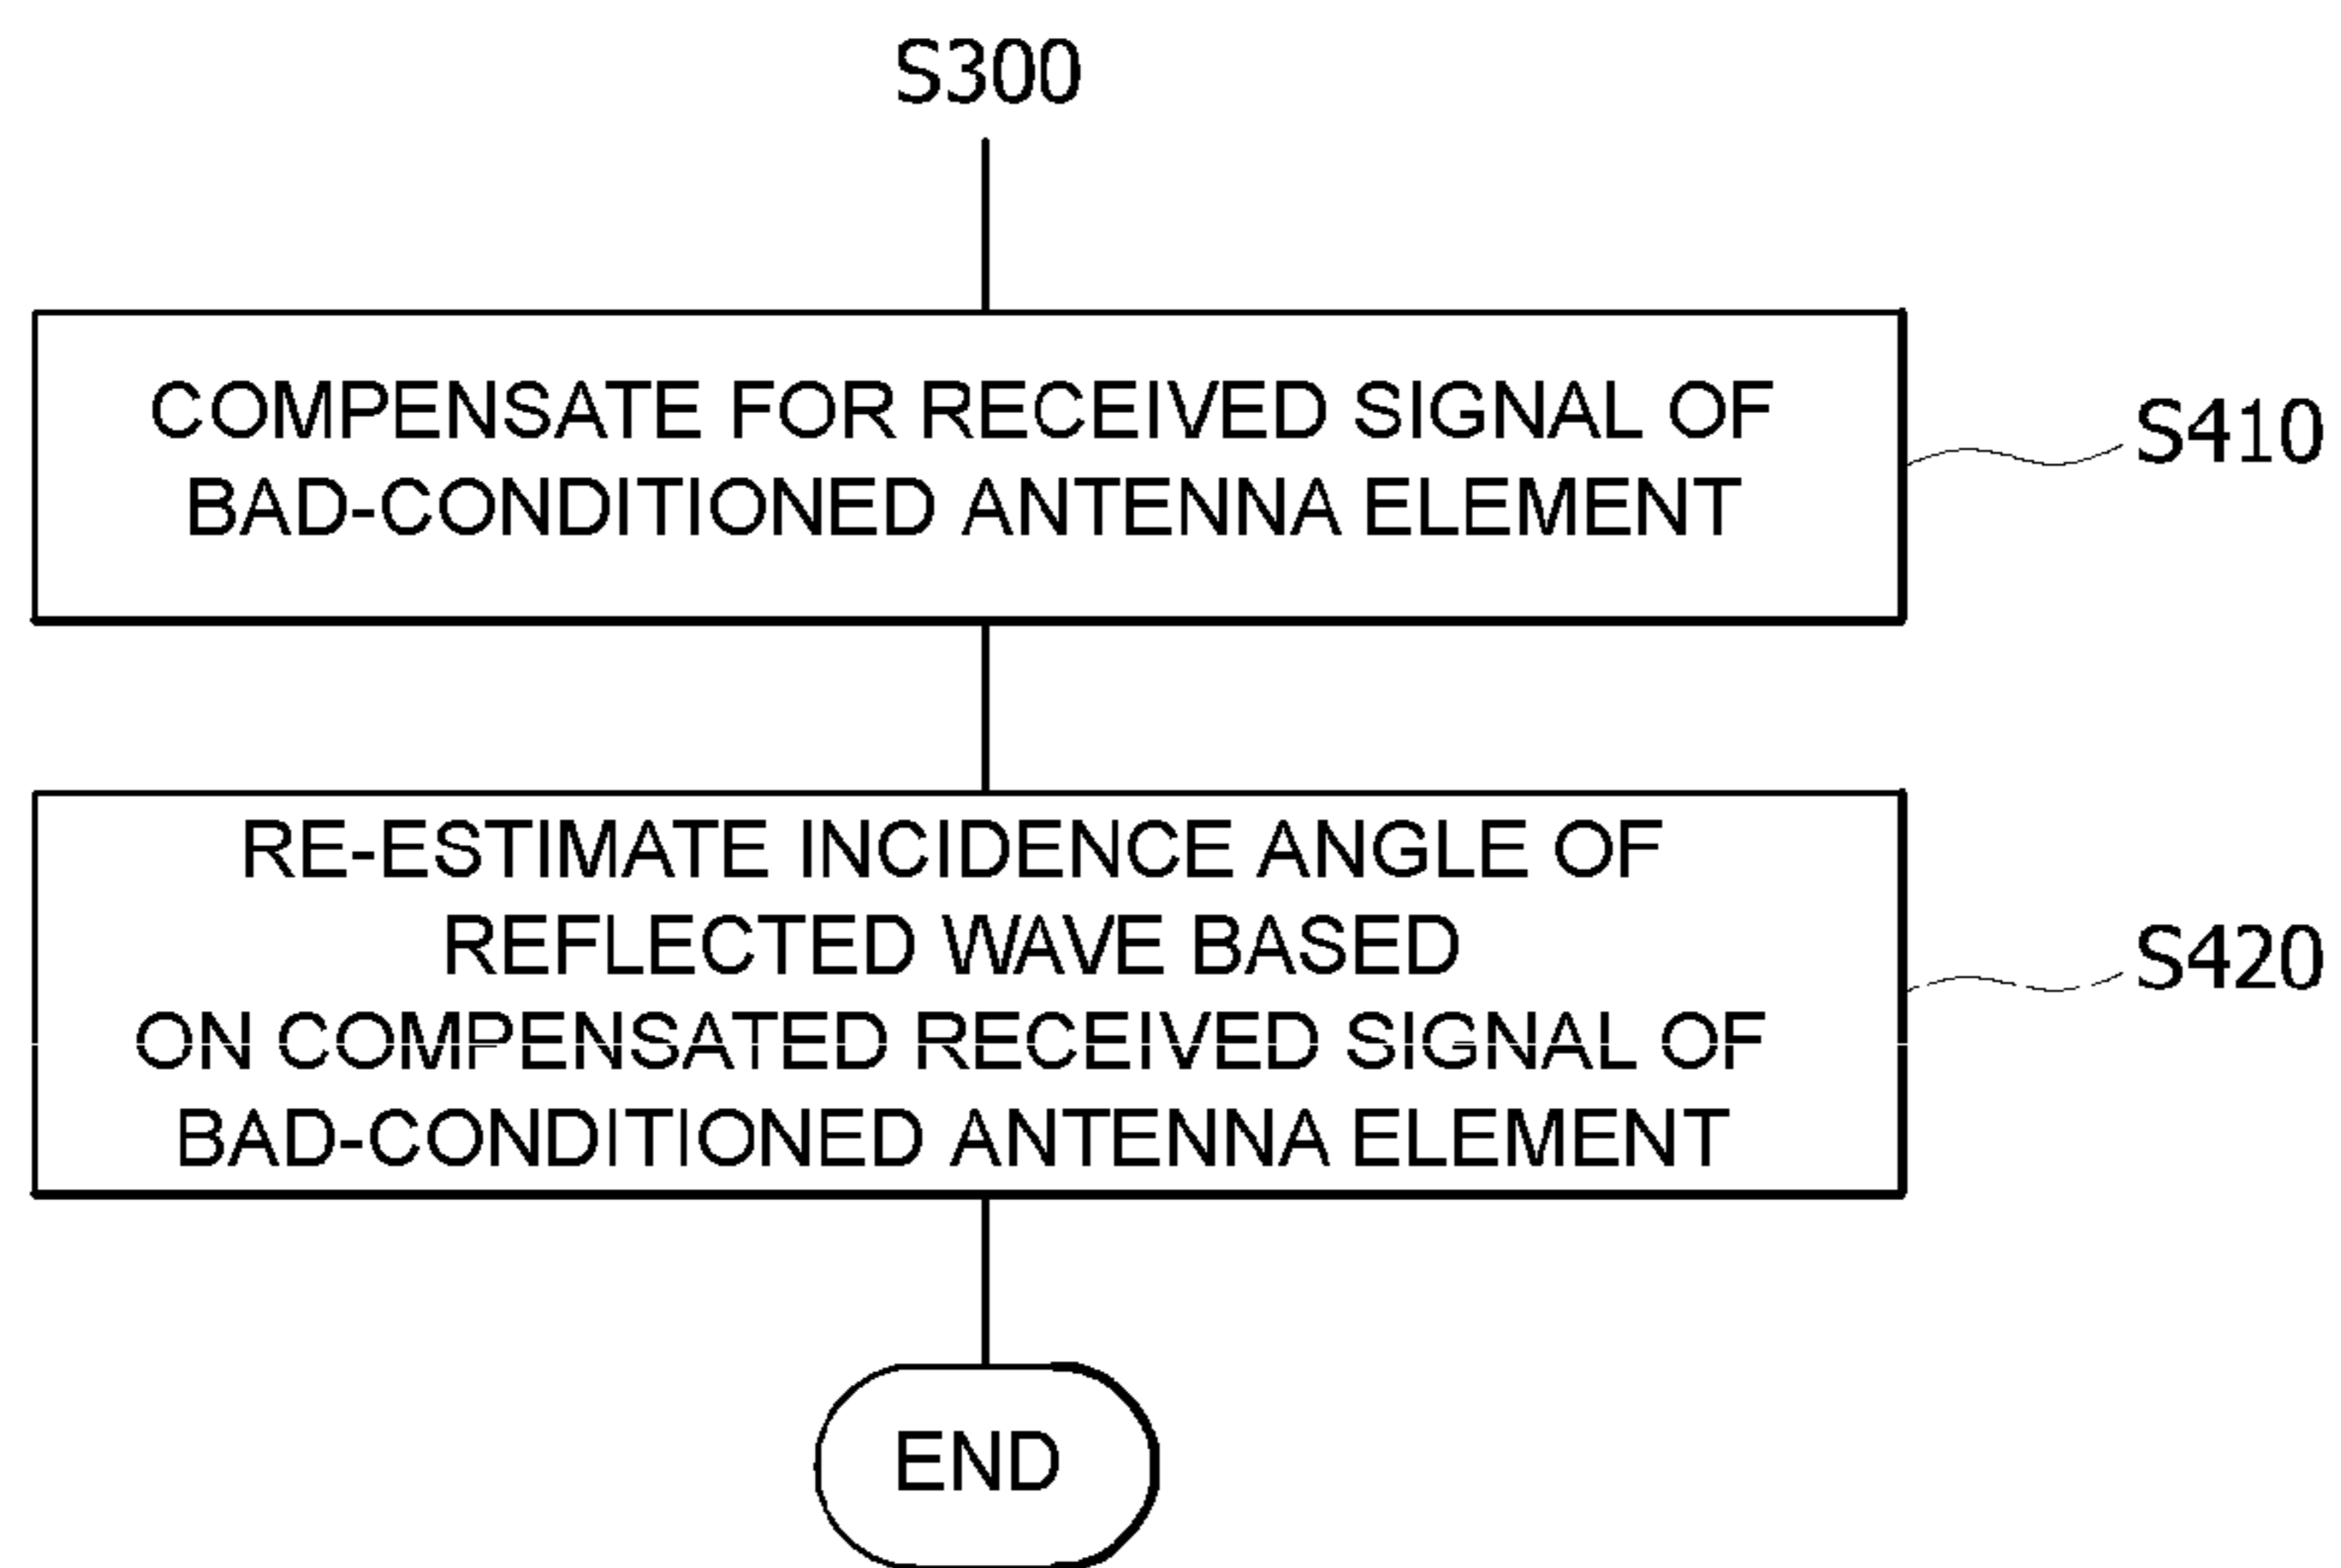 S300
COMPENSATE FOR RECEIVED SIGNAL OF
BAD-CONDITIONED ANTENNA ELEMENT
S410
RE-ESTIMATE INCIDENCE ANGLE OF
REFLECTED WAVE BASED
ON COMPENSATED RECEIVED SIGNAL OF
BAD-CONDITIONED ANTENNA ELEMENT
S420
END